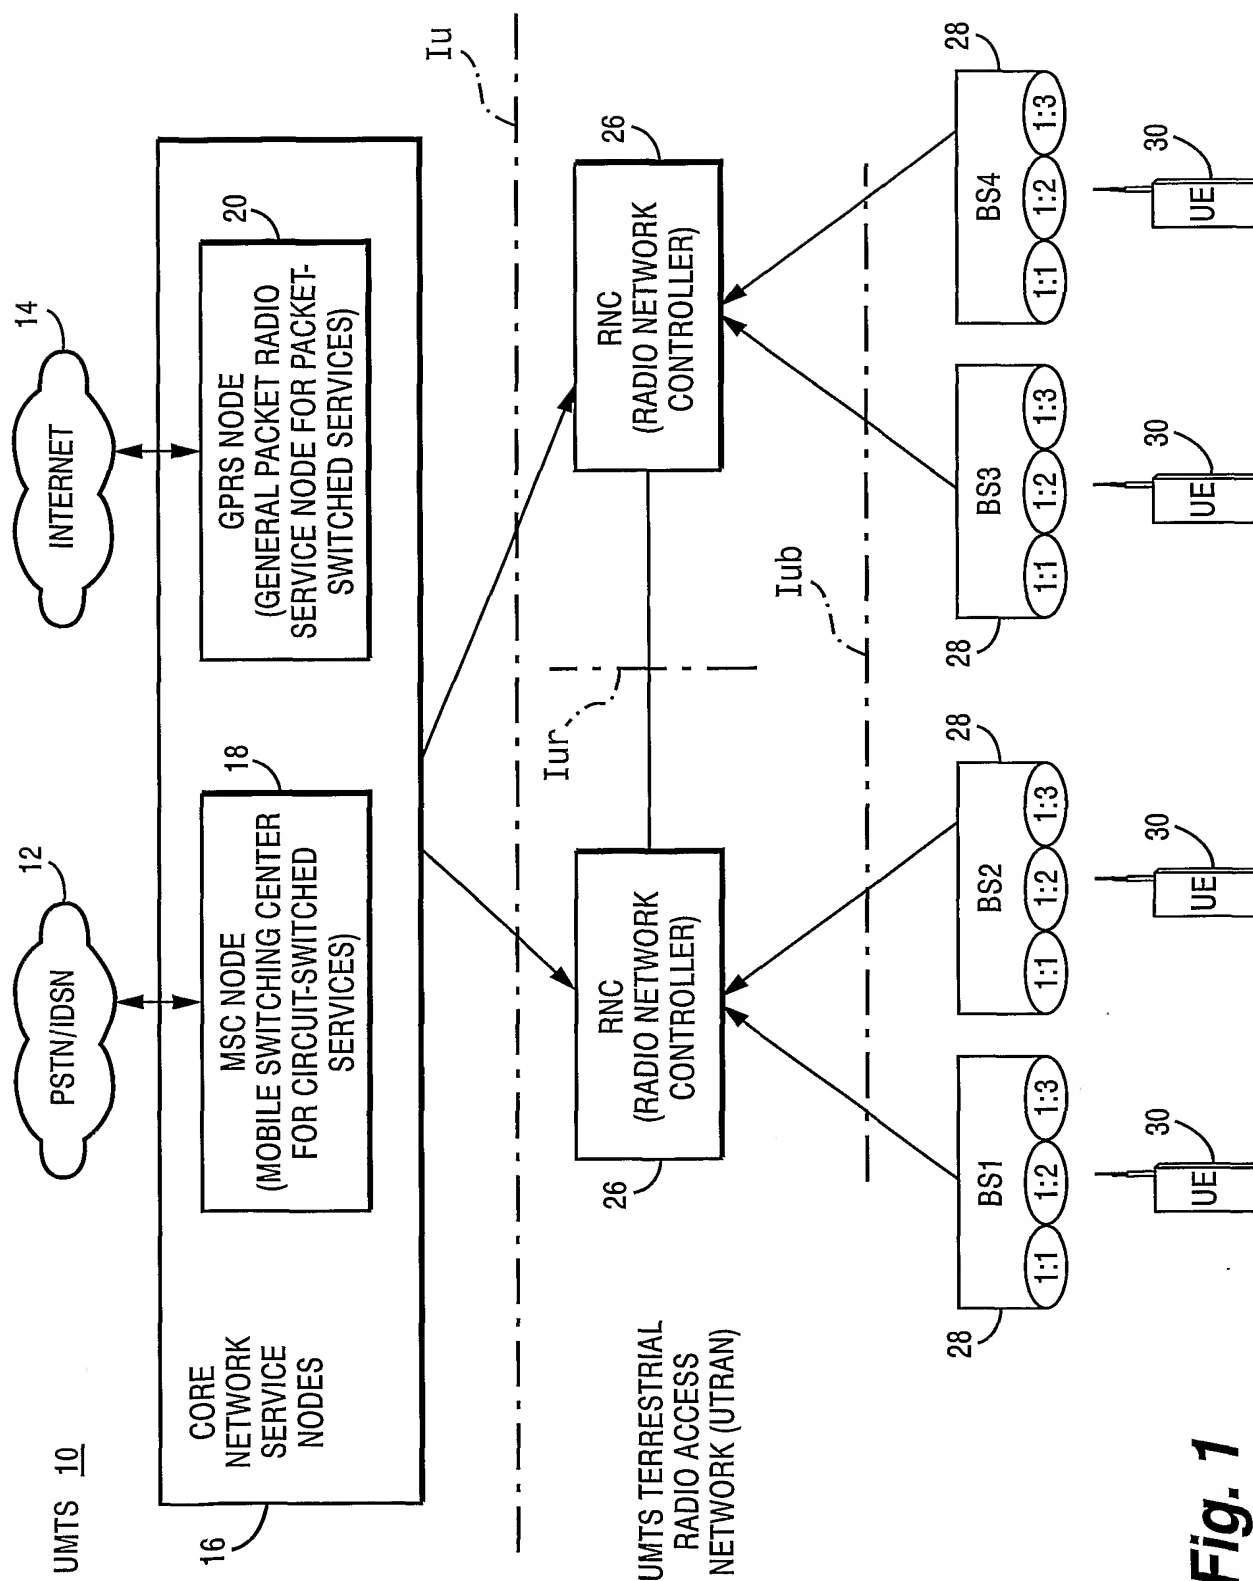 UMTS 10
PSTN/IDSN
12
INTERNET
14
16
CORE
NETWORK
SERVICE
NODES
18
MSC NODE
(MOBILE SWITCHING CENTER
FOR CIRCUIT-SWITCHED
SERVICES)
20
GPRS NODE
(GENERAL PACKET RADIO
SERVICE NODE FOR PACKET-
SWITCHED SERVICES)
Iu
UMTS TERRESTRIAL
RADIO ACCESS
NETWORK (UTRAN)
26
RNC
(RADIO NETWORK
CONTROLLER)
Iur
26
RNC
(RADIO NETWORK
CONTROLLER)
Iub
28
BS1
1:1 1:2 1:3
28
BS2
1:1 1:2 1:3
28
BS3
1:1 1:2 1:3
28
BS4
1:1 1:2 1:3
30
UE
30
UE
30
UE
30
UE
Fig. 1